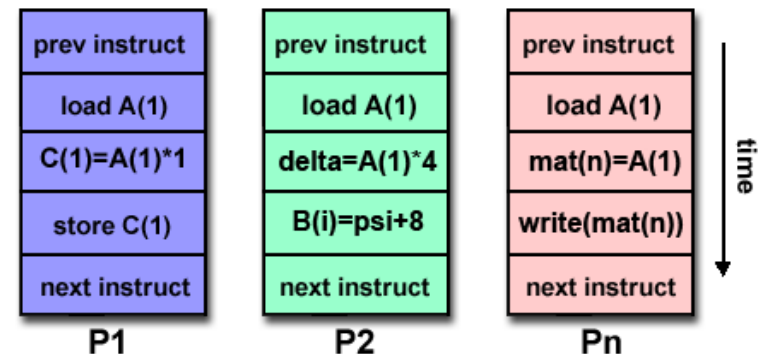 prev instruct
load A(1)
C(1)=A(1)*1
store C(1)
next instruct
P1
prev instruct
load A(1)
delta=A(1)*4
B(i)=psi+8
next instruct
P2
prev instruct
load A(1)
mat(n)=A(1)
write(mat(n))
next instruct
Pn
time